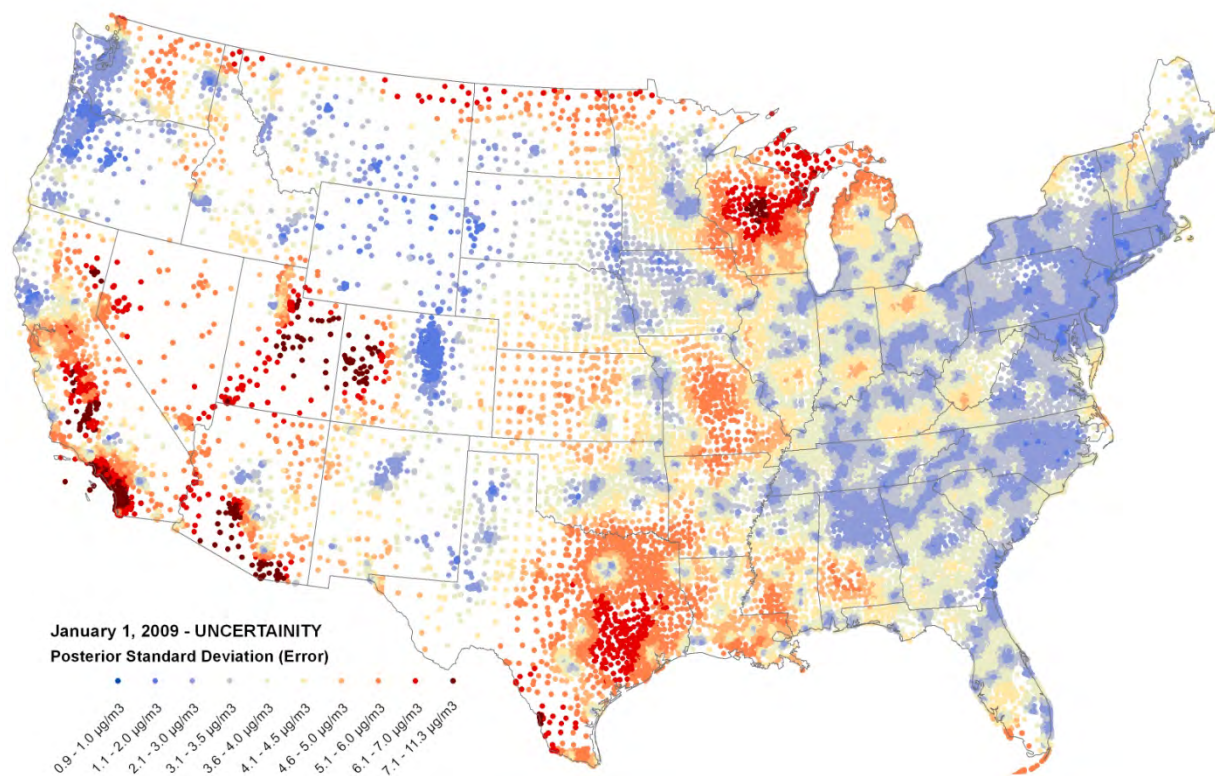 January 1, 2009 - UNCERTAINITY
Posterior Standard Deviation (Error)
0.9 - 1.0 µg/m3
1.1 - 2.0 µg/m3
2.1 - 3.0 µg/m3
3.1 - 3.5 µg/m3
3.6 - 4.0 µg/m3
4.1 - 4.5 µg/m3
4.6 - 5.0 µg/m3
5.1 - 6.0 µg/m3
6.1 - 7.0 µg/m3
7.1 - 11.3 µg/m3